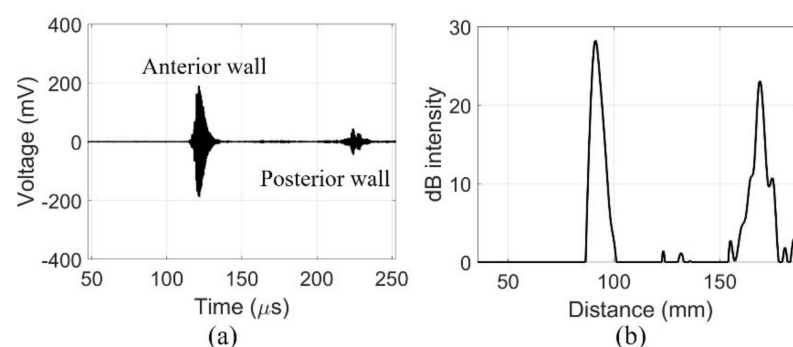 400
200
0
-200
-400
Voltage (mV)
Anterior wall
Posterior wall
50 100 150 200 250
Time (μs)
(a)
30
20
10
0
dB intensity
50 100 150
Distance (mm)
(b)